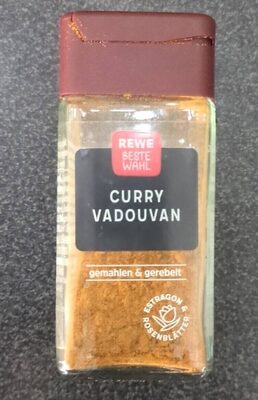 REWE
BESTE
WAHL
CURRY
VADOUVAN
gemahlen & gerebelt
ESTRAGON &
ROSENBLÄTTER